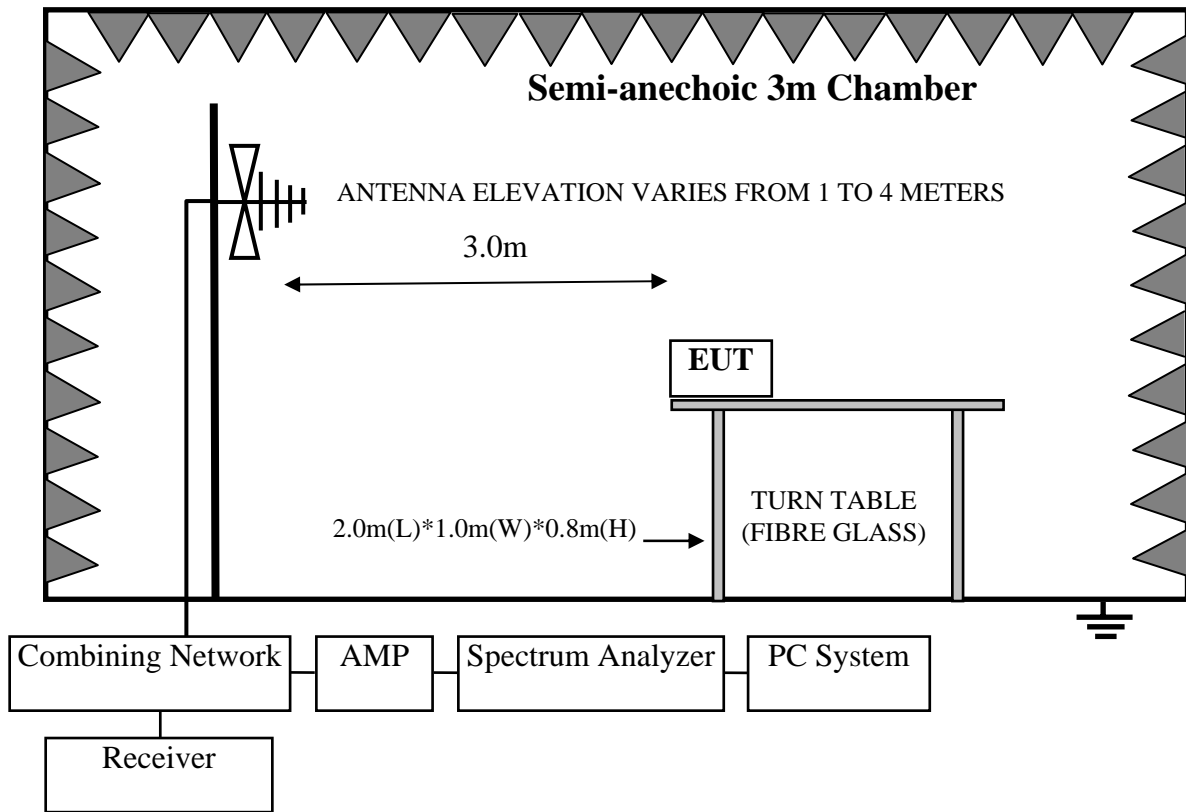 Semi-anechoic 3m Chamber
ANTENNA ELEVATION VARIES FROM 1 TO 4 METERS
3.0m
EUT
TURN TABLE
(FIBRE GLASS)
2.0m(L)*1.0m(W)*0.8m(H)
Combining Network
AMP
Spectrum Analyzer
PC System
Receiver